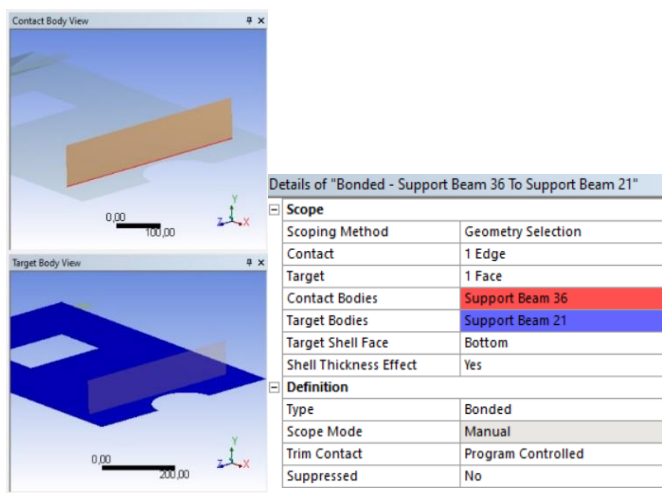 Contact Body View
Y
Z X
0,00
100,00
Target Body View
Y
Z X
0,00
200,00
Details of "Bonded - Support Beam 36 To Support Beam 21"
Scope
Scoping Method Geometry Selection
Contact 1 Edge
Target 1 Face
Contact Bodies Support Beam 36
Target Bodies Support Beam 21
Target Shell Face Bottom
Shell Thickness Effect Yes
Definition
Type Bonded
Scope Mode Manual
Trim Contact Program Controlled
Suppressed No